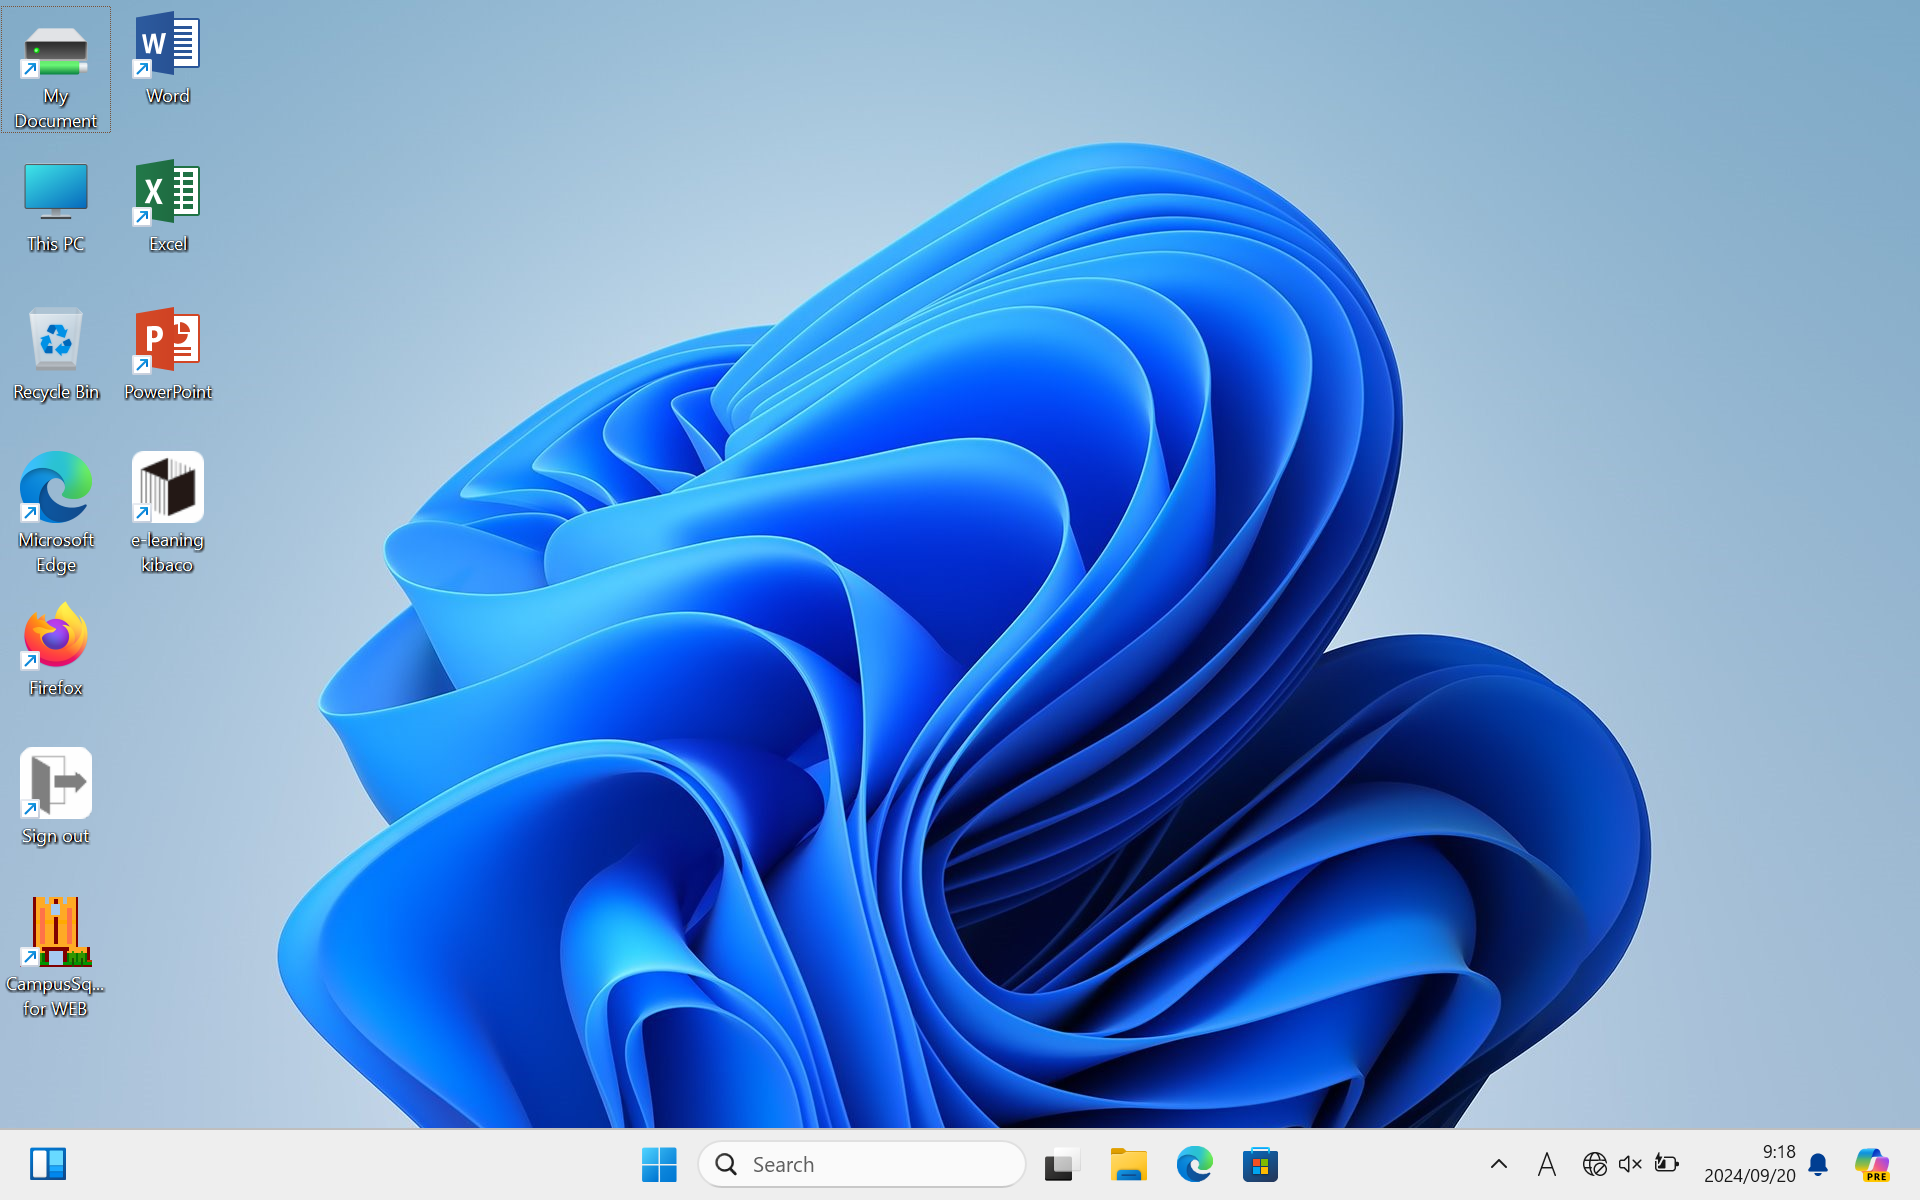 My
Document
W
Word
This PC
X
Excel
Recycle Bin
P
PowerPoint
Microsoft
Edge
e-leaning
kibaco
Firefox
Sign out
CampusSq...
for WEB
Search
A
9:18
2024/09/20
PRE